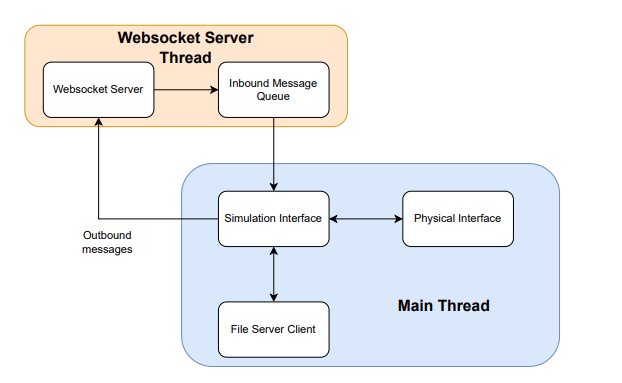 Websocket Server
Thread
Websocket Server
Inbound Message
Queue
Simulation Interface
Physical Interface
Outbound
messages
Main Thread
File Server Client